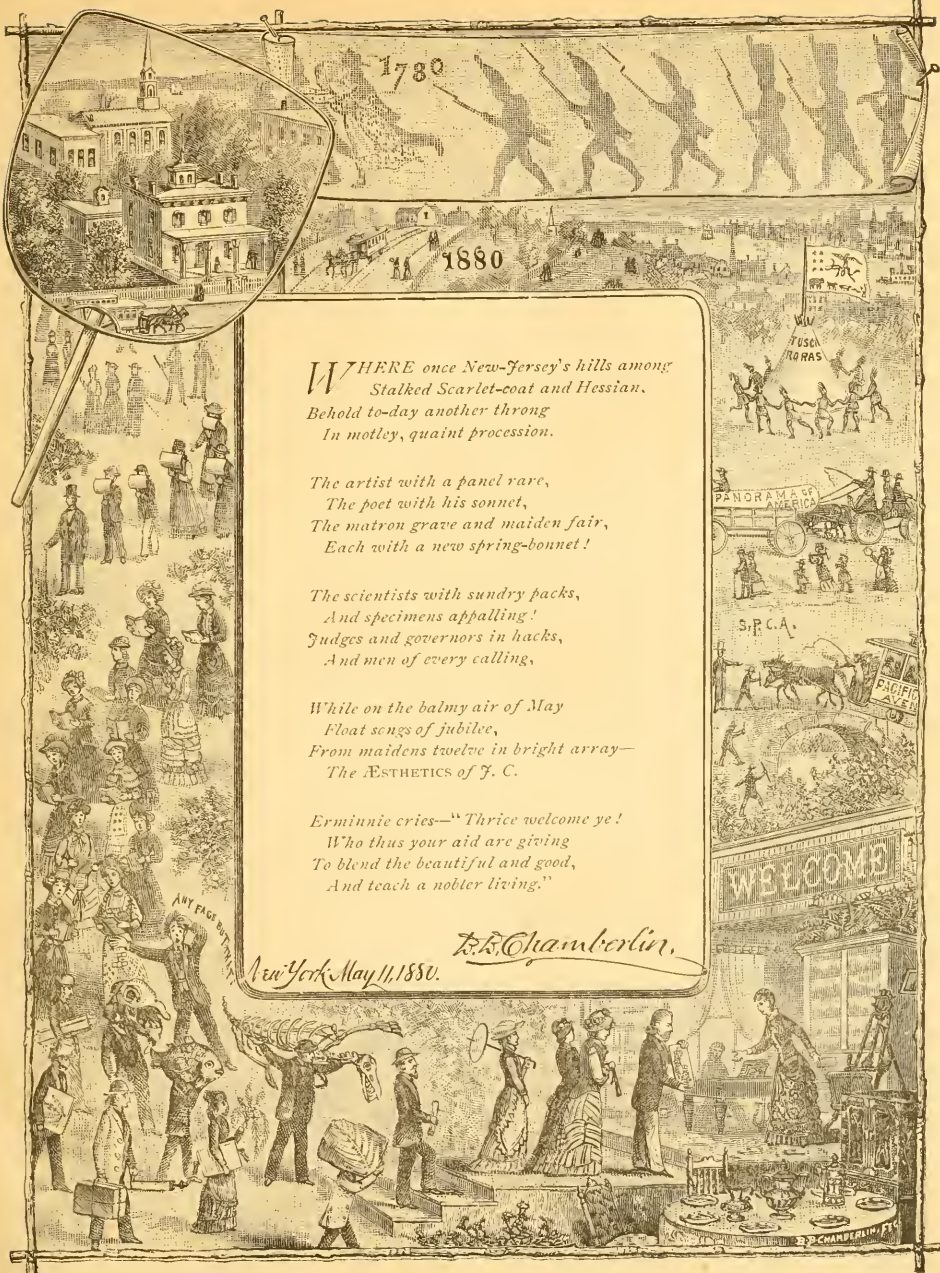 1780
1880
TUSCA
RORAS
WHERE once New-Jersey's hills among
Stalked Scarlet-coat and Hessian,
Behold to-day another throng
In motley, quaint procession.
The artist with a panel rare,
The poet with his sonnet,
The matron grave and maiden fair,
Each with a new spring-bonnet!
The scientists with sundry packs,
And specimens appalling!
Judges and governors in hacks,
And men of every calling,
While on the balmy air of May
Float songs of jubilee,
From maidens twelve in bright array—
The ÆSTHETICS of J. C.
Erminnie cries—“Thrice welcome ye!
Who thus your aid are giving
To blend the beautiful and good,
And teach a nobler living.”
B.B. Chamberlin.
New York May 11, 1880.
PANORAMA OF
AMERICA
S.P.C.A.
PACIFIC
AVEN
WELCOME
ANY FACE BUT THAT!
B B CHAMBERLIN, FEC